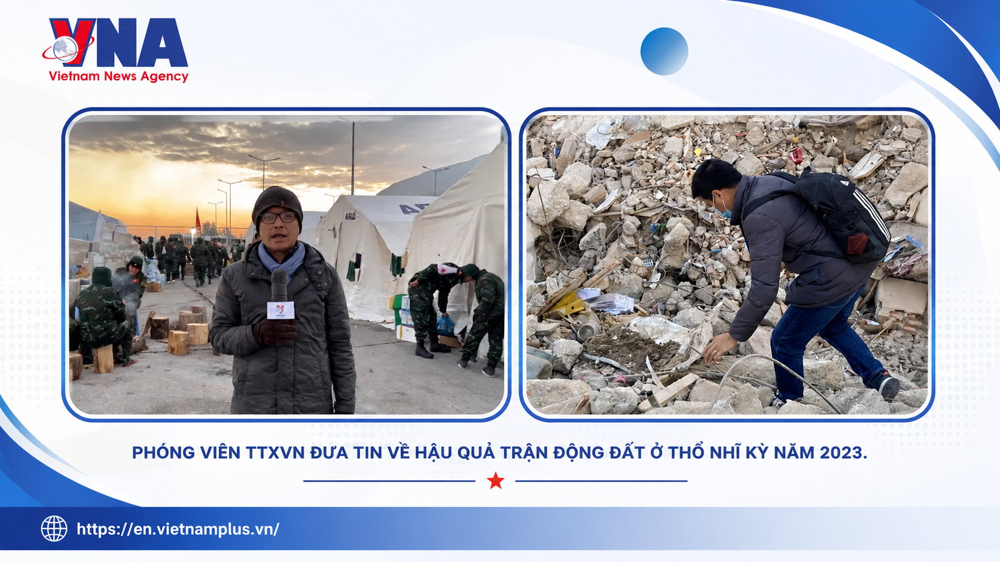 VNA
Vietnam News Agency
PHÓNG VIÊN TTXVN ĐƯA TIN VỀ HẬU QUẢ TRẬN ĐỘNG ĐẤT Ở THỔ NHĨ KỲ NĂM 2023.
https://en.vietnamplus.vn/